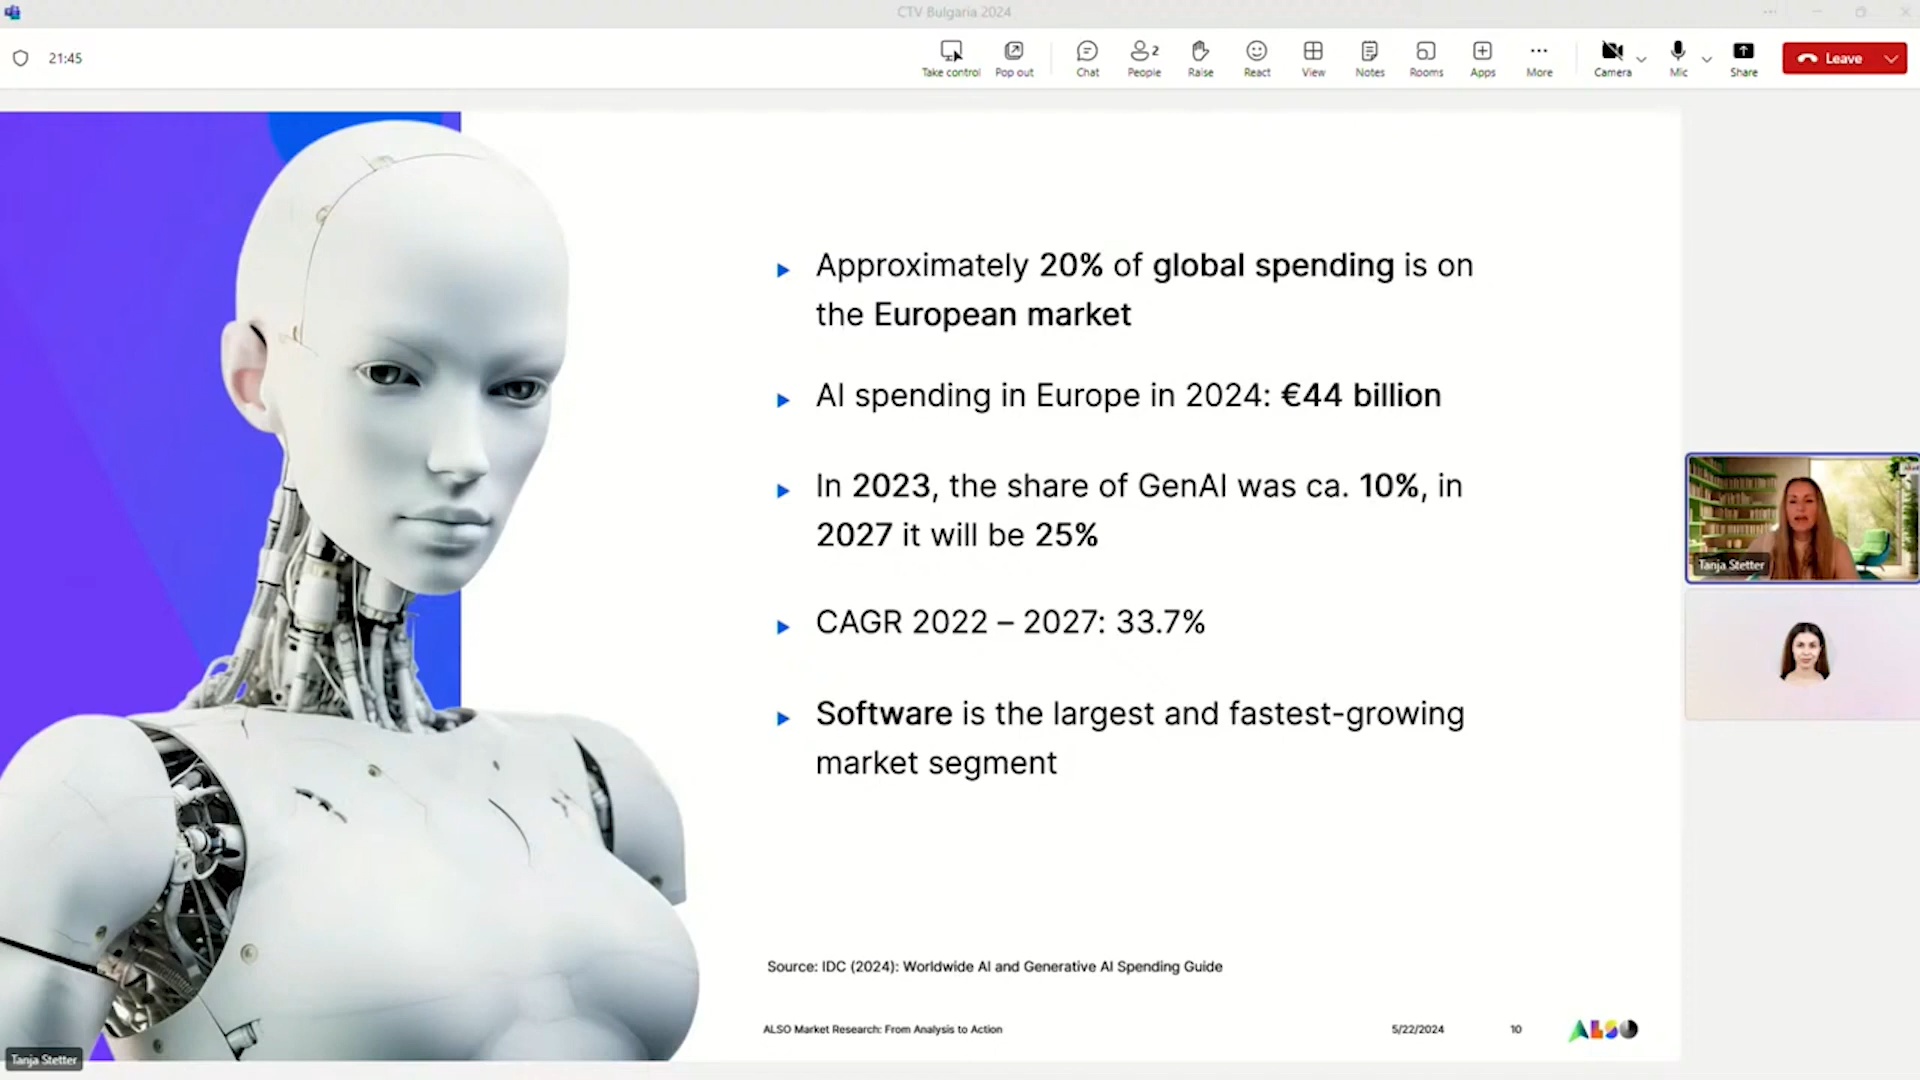 CTV Bulgaria 2024
21:45
Take control
Pop out
Chat
2
People
Raise
React
View
Notes
Rooms
Apps
More
Camera
Mic
Share
Leave
Approximately 20% of global spending is on
the European market
AI spending in Europe in 2024: €44 billion
In 2023, the share of GenAI was ca. 10%, in
2027 it will be 25%
CAGR 2022 – 2027: 33.7%
Software is the largest and fastest-growing
market segment
Tanja Stetter
Source: IDC (2024): Worldwide AI and Generative AI Spending Guide
ALSO Market Research: From Analysis to Action
5/22/2024
10
ALSO
Tanja Stetter